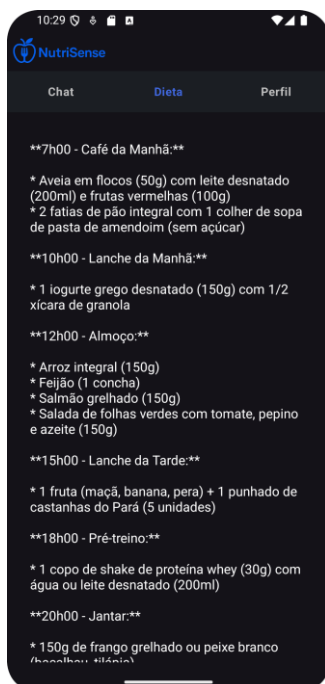 10:29
NutriSense
Chat Dieta Perfil
**7h00 - Café da Manhã:**
* Aveia em flocos (50g) com leite desnatado
(200ml) e frutas vermelhas (100g)
* 2 fatias de pão integral com 1 colher de sopa
de pasta de amendoim (sem açúcar)
**10h00 - Lanche da Manhã:**
* 1 iogurte grego desnatado (150g) com 1/2
xícara de granola
**12h00 - Almoço:**
* Arroz integral (150g)
* Feijão (1 concha)
* Salmão grelhado (150g)
* Salada de folhas verdes com tomate, pepino
e azeite (150g)
**15h00 - Lanche da Tarde:**
* 1 fruta (maçã, banana, pera) + 1 punhado de
castanhas do Pará (5 unidades)
**18h00 - Pré-treino:**
* 1 copo de shake de proteína whey (30g) com
água ou leite desnatado (200ml)
**20h00 - Jantar:**
* 150g de frango grelhado ou peixe branco
(bacalhau, tilápia)